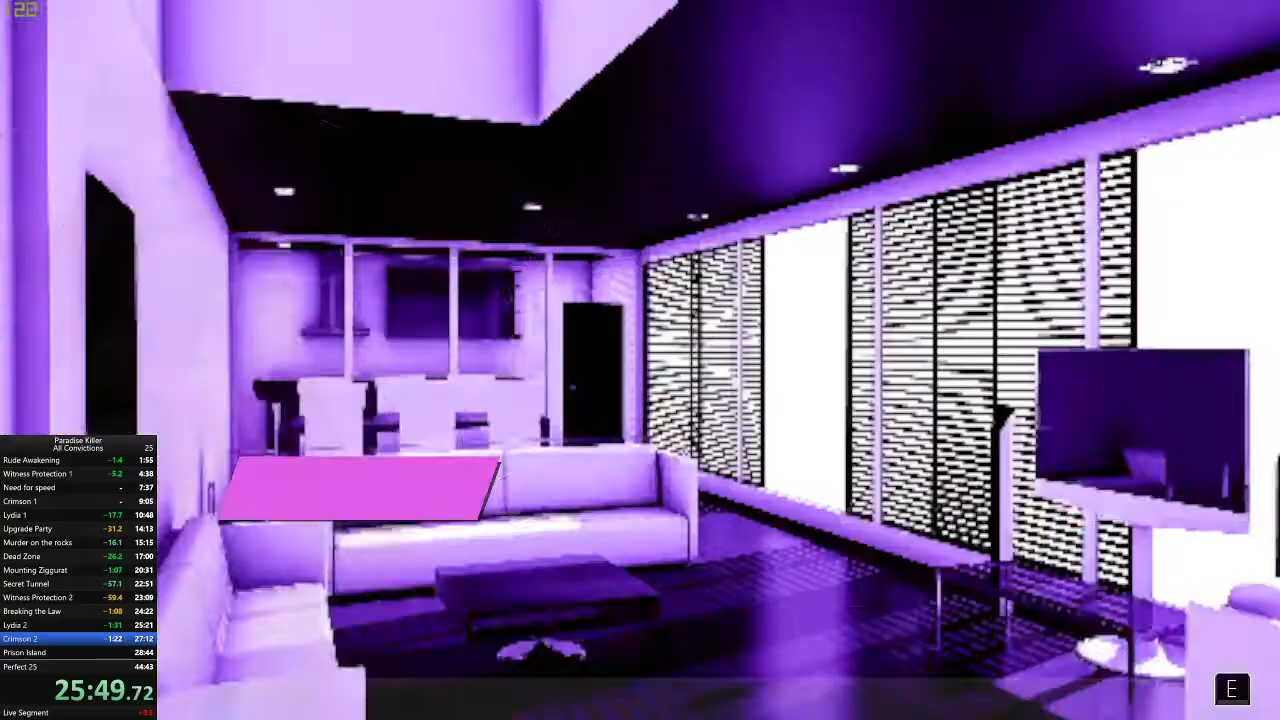 120
Paradise Killer
All Convictions 25
Rude Awakening -1.4 1:55
Witness Protection 1 -5.2 4:38
Need for speed - 7:37
Crimson 1 - 9:05
Lydia 1 -17.7 10:48
Upgrade Party -31.2 14:13
Murder on the rocks -16.1 15:15
Dead Zone -26.2 17:00
Mounting Ziggurat -1:07 20:31
Secret Tunnel -57.1 22:51
Witness Protection 2 -59.4 23:09
Breaking the Law -1:08 24:22
Lydia 2 -1:31 25:21
Crimson 2 -1:22 27:12
Prison Island 28:44
Perfect 25 44:43
25:49.72
Live Segment
E